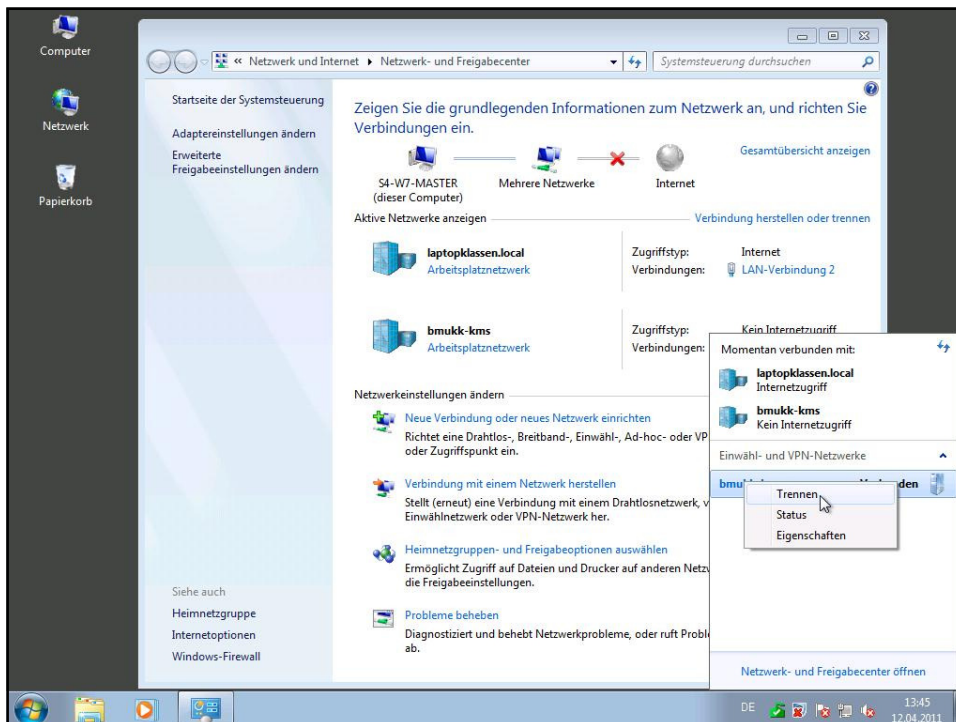 Computer
Netzwerk
Papierkorb
« Netzwerk und Internet ▸ Netzwerk- und Freigabecenter
Systemsteuerung durchsuchen
Startseite der Systemsteuerung
Adaptereinstellungen ändern
Erweiterte
Freigabeeinstellungen ändern
Siehe auch
Heimnetzgruppe
Internetoptionen
Windows-Firewall
Zeigen Sie die grundlegenden Informationen zum Netzwerk an, und richten Sie
Verbindungen ein.
Gesamtübersicht anzeigen
S4-W7-MASTER
(dieser Computer)
Mehrere Netzwerke
Internet
Aktive Netzwerke anzeigen
Verbindung herstellen oder trennen
laptopklassen.local
Arbeitsplatznetzwerk
Zugriffstyp: Internet
Verbindungen: LAN-Verbindung 2
bmukk-kms
Arbeitsplatznetzwerk
Zugriffstyp: Kein Internetzugriff
Verbindungen:
Netzwerkeinstellungen ändern
Neue Verbindung oder neues Netzwerk einrichten
Richtet eine Drahtlos-, Breitband-, Einwähl-, Ad-hoc- oder VP
oder Zugriffspunkt ein.
Verbindung mit einem Netzwerk herstellen
Stellt (erneut) eine Verbindung mit einem Drahtlosnetzwerk, v
Einwählnetzwerk oder VPN-Netzwerk her.
Heimnetzgruppen- und Freigabeoptionen auswählen
Ermöglicht Zugriff auf Dateien und Drucker auf anderen Netz
die Freigabeeinstellungen.
Probleme beheben
Diagnostiziert und behebt Netzwerkprobleme, oder ruft Probl
ab.
Momentan verbunden mit:
laptopklassen.local
Internetzugriff
bmukk-kms
Kein Internetzugriff
Einwähl- und VPN-Netzwerke
Trennen
Status
Eigenschaften
Netzwerk- und Freigabecenter öffnen
DE
13:45
12.04.2011